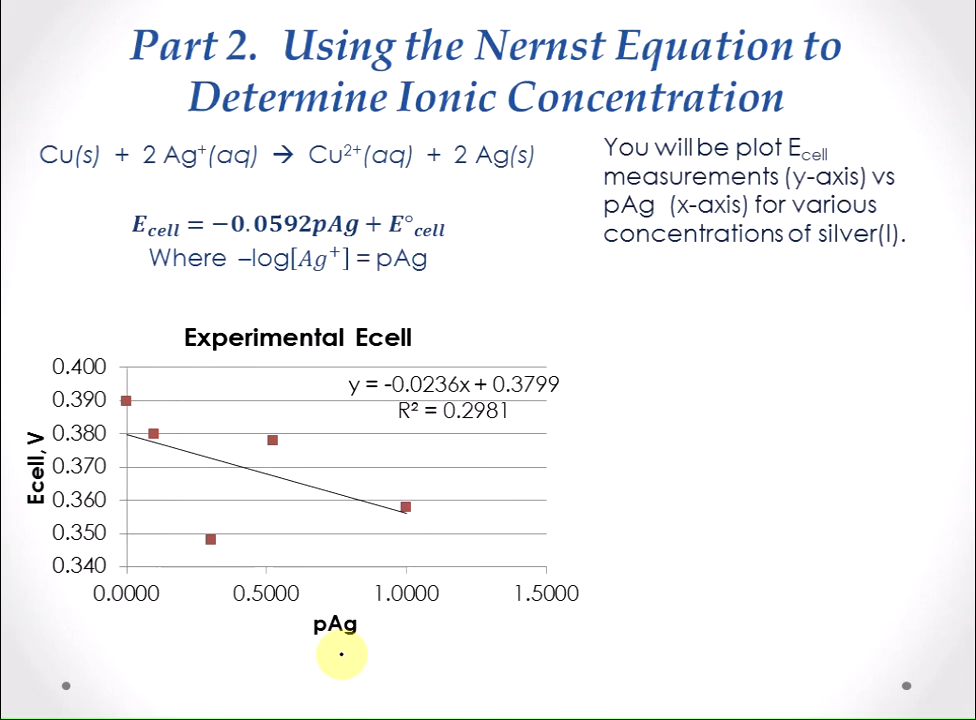 Part 2. Using the Nernst Equation to
Determine Ionic Concentration
Cu(s) + 2 Ag⁺(aq) → Cu²⁺(aq) + 2 Ag(s)
E_cell = −0.0592pAg + E°_cell
Where –log[Ag⁺] = pAg
You will be plot E_cell
measurements (y-axis) vs
pAg (x-axis) for various
concentrations of silver(I).
Experimental Ecell
y = -0.0236x + 0.3799
R² = 0.2981
Ecell, V
0.400
0.390
0.380
0.370
0.360
0.350
0.340
0.0000 0.5000 1.0000 1.5000
pAg